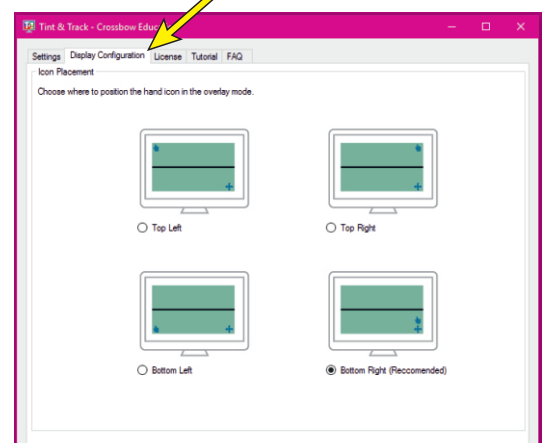 Tint & Track - Crossbow Educ
Settings Display Configuration License Tutorial FAQ
Icon Placement
Choose where to position the hand icon in the overlay mode.
Top Left
Top Right
Bottom Left
Bottom Right (Reccomended)